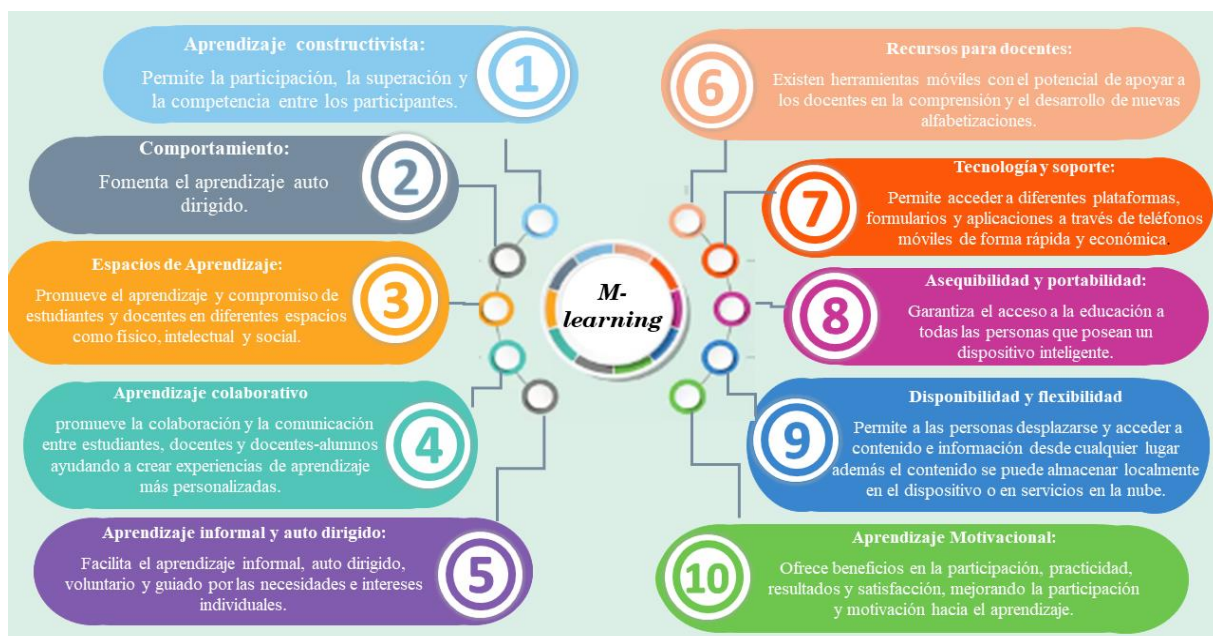 Aprendizaje constructivista:
Permite la participación, la superación y
la competencia entre los participantes.
1
Comportamiento:
Fomenta el aprendizaje auto
dirigido.
2
Espacios de Aprendizaje:
Promueve el aprendizaje y compromiso de
estudiantes y docentes en diferentes espacios
como físico, intelectual y social.
3
Aprendizaje colaborativo
promueve la colaboración y la comunicación
entre estudiantes, docentes y docentes-alumnos
ayudando a crear experiencias de aprendizaje
más personalizadas.
4
Aprendizaje informal y auto dirigido:
Facilita el aprendizaje informal, auto dirigido,
voluntario y guiado por las necesidades e intereses
individuales.
5
M-
learning
6
Recursos para docentes:
Existen herramientas móviles con el potencial de apoyar a
los docentes en la comprensión y el desarrollo de nuevas
alfabetizaciones.
7
Tecnología y soporte:
Permite acceder a diferentes plataformas,
formularios y aplicaciones a través de teléfonos
móviles de forma rápida y económica.
8
Asequibilidad y portabilidad:
Garantiza el acceso a la educación a
todas las personas que posean un
dispositivo inteligente.
9
Disponibilidad y flexibilidad
Permite a las personas desplazarse y acceder a
contenido e información desde cualquier lugar
además el contenido se puede almacenar localmente
en el dispositivo o en servicios en la nube.
10
Aprendizaje Motivacional:
Ofrece beneficios en la participación, practicidad,
resultados y satisfacción, mejorando la participación
y motivación hacia el aprendizaje.